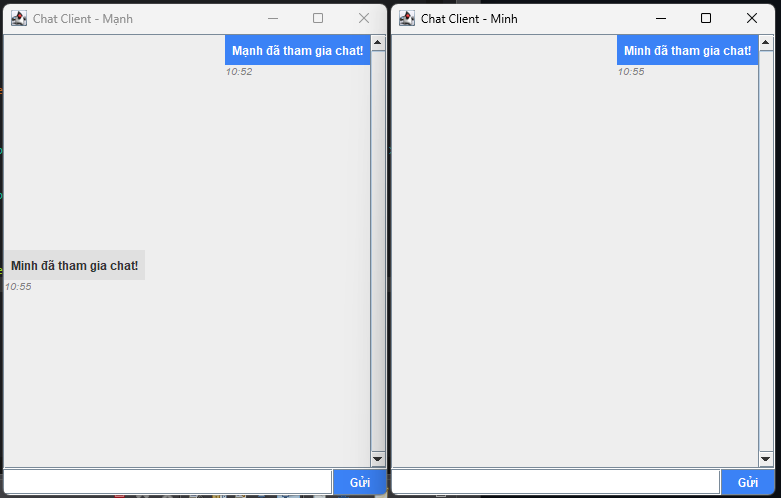 Chat Client - Mạnh
Mạnh đã tham gia chat!
10:52
Minh đã tham gia chat!
10:55
Gửi
Chat Client - Minh
Minh đã tham gia chat!
10:55
Gửi